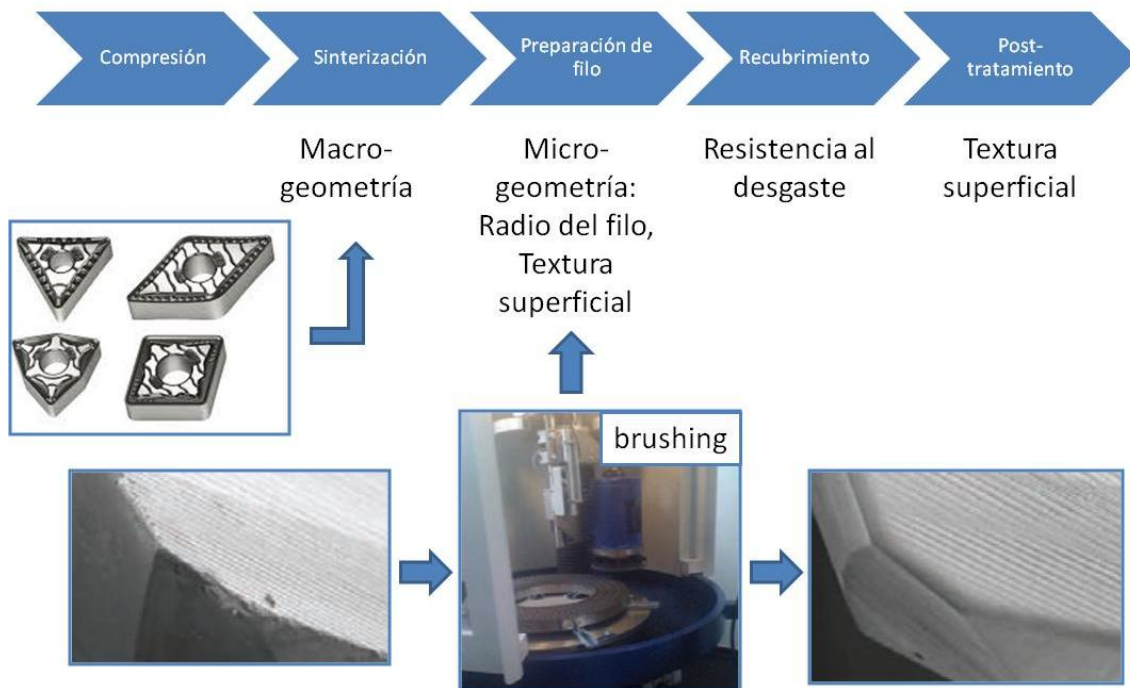 Compresión
Sinterización
Preparación de
filo
Recubrimiento
Post-
tratamiento
Macro-
geometría
Micro-
geometría:
Radio del filo,
Textura
superficial
Resistencia al
desgaste
Textura
superficial
brushing